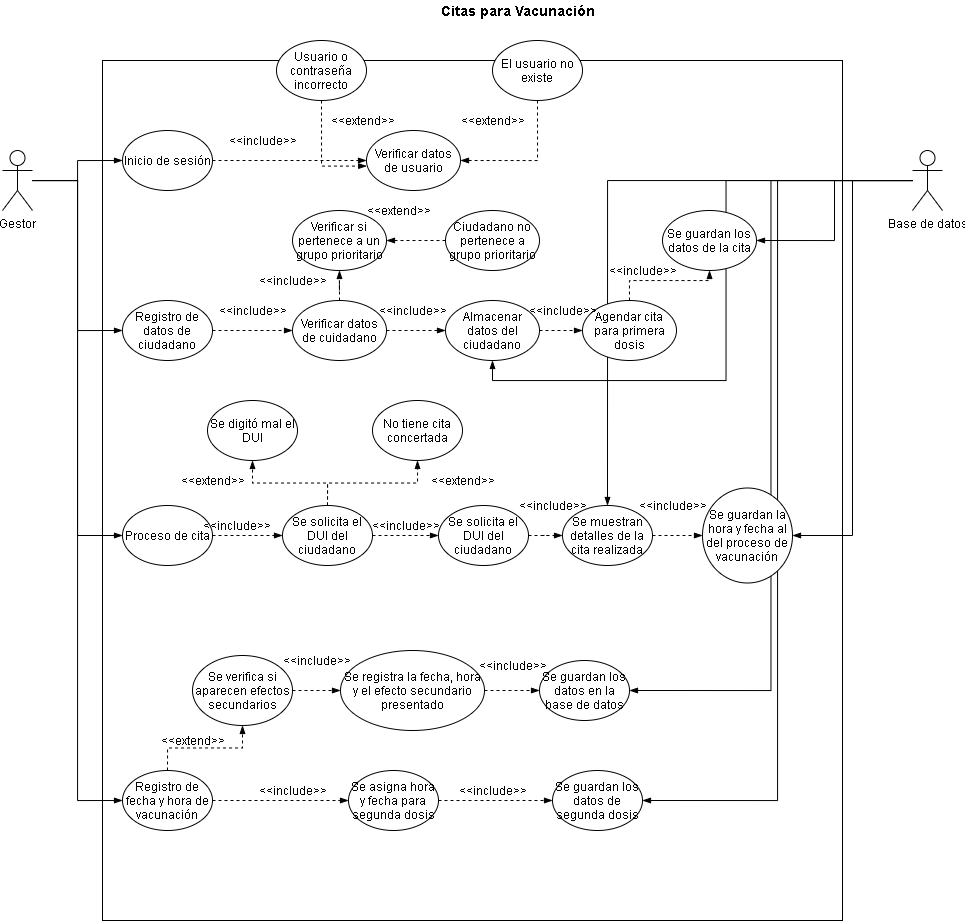 Citas para Vacunación
Usuario o
contraseña
incorrecto
El usuario no
existe
<<extend>>
<<extend>>
<<include>>
Inicio de sesión
Verificar datos
de usuario
Gestor
Base de datos
<<extend>>
Verificar si
pertenece a un
grupo prioritario
Ciudadano no
pertenece a
grupo prioritario
Se guardan los
datos de la cita
<<include>>
<<include>>
Registro de
datos de
ciudadano
<<include>>
Verificar datos
de cuidadano
<<include>>
Almacenar
datos del
ciudadano
<<include>>
Agendar cita
para primera
dosis
Se digitó mal el
DUI
No tiene cita
concertada
<<extend>>
<<extend>>
Proceso de cita
<<include>>
Se solicita el
DUI del
ciudadano
<<include>>
Se solicita el
DUI del
ciudadano
<<include>>
Se muestran
detalles de la
cita realizada
<<include>>
Se guardan la
hora y fecha al
del proceso de
vacunación
Se verifica si
aparecen efectos
secundarios
<<include>>
Se registra la fecha, hora
y el efecto secundario
presentado
<<include>>
Se guardan los
datos en la
base de datos
<<extend>>
Registro de
fecha y hora de
vacunación
<<include>>
Se asigna hora
y fecha para
segunda dosis
<<include>>
Se guardan los
datos de
segunda dosis